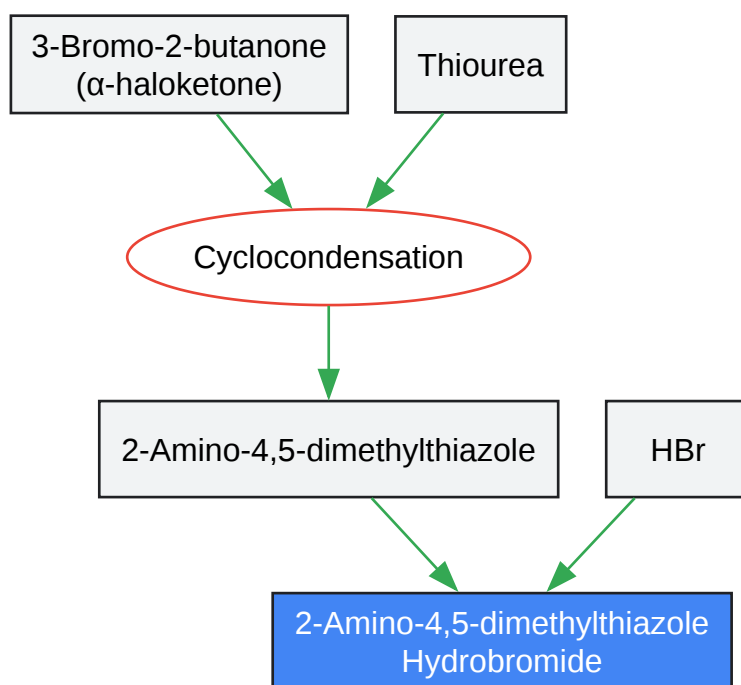 3-Bromo-2-butanone
(α-haloketone)
Thiourea
Cyclocondensation
2-Amino-4,5-dimethylthiazole
HBr
2-Amino-4,5-dimethylthiazole
Hydrobromide